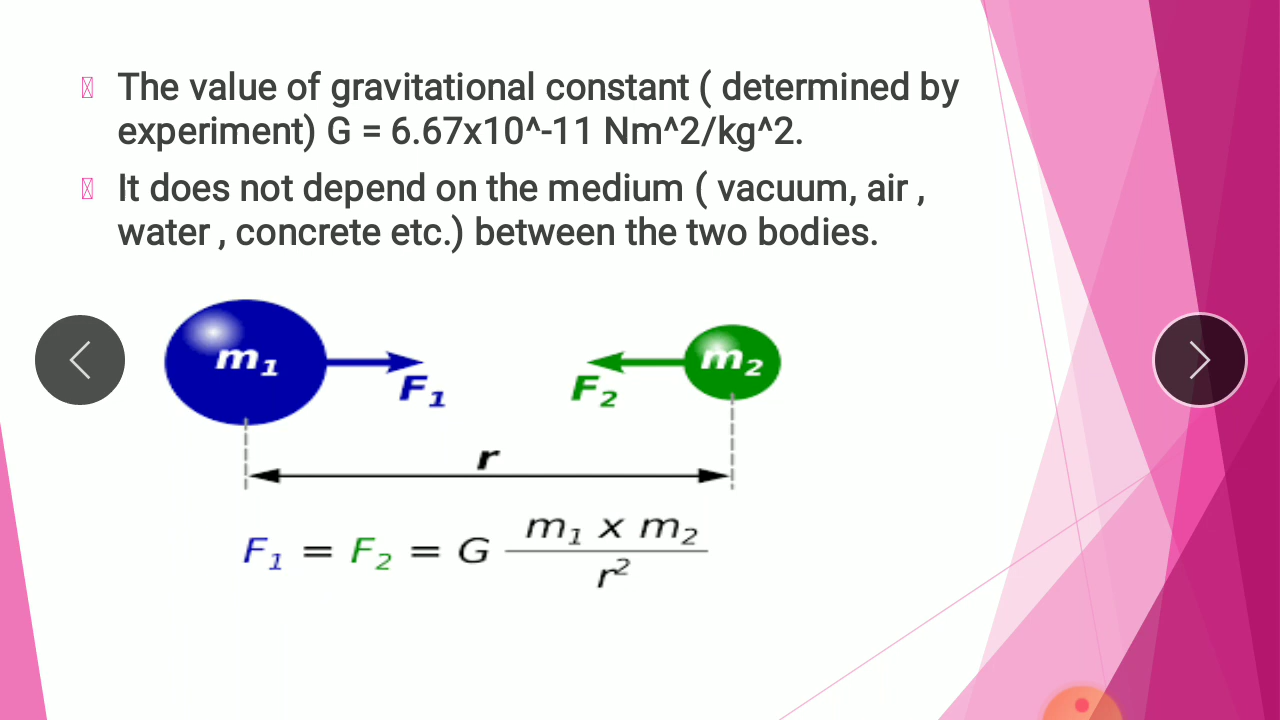 The value of gravitational constant ( determined by
experiment) G = 6.67x10^-11 Nm^2/kg^2.
It does not depend on the medium ( vacuum, air ,
water , concrete etc.) between the two bodies.
m₁ m₂
F₁ F₂
r
F₁ = F₂ = G m₁ x m₂ / r²